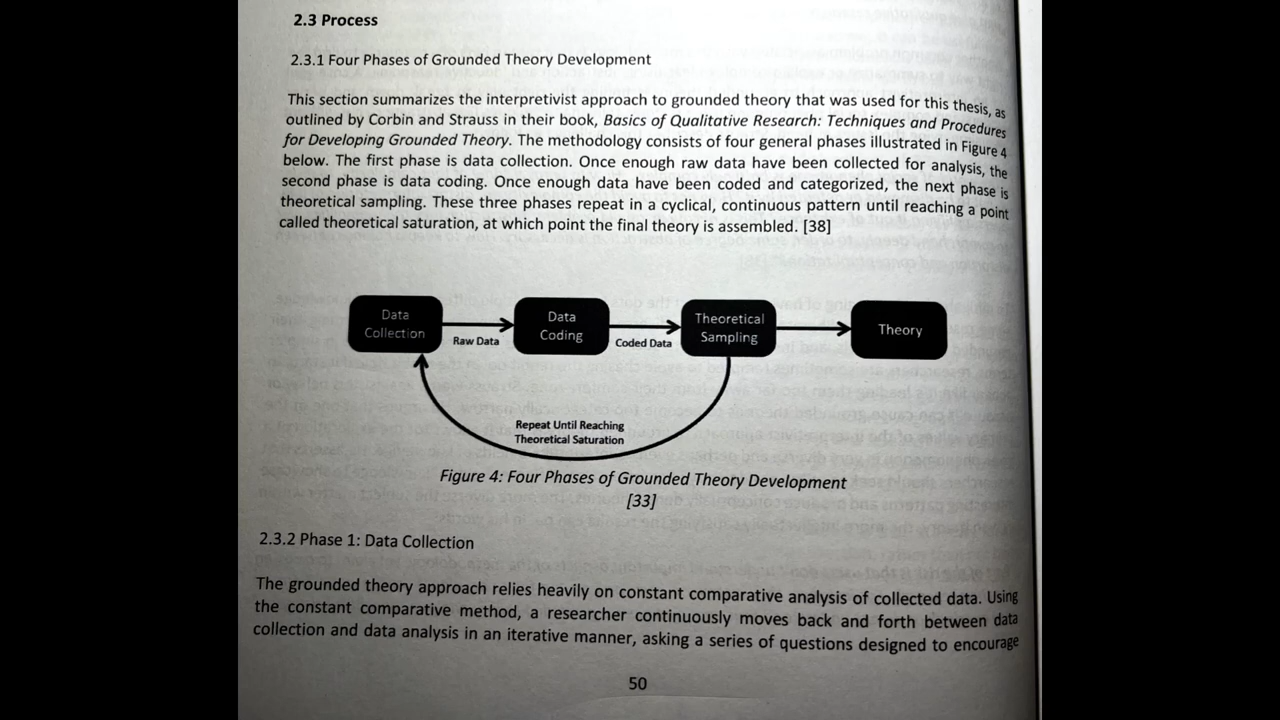 2.3 Process
2.3.1 Four Phases of Grounded Theory Development
This section summarizes the interpretivist approach to grounded theory that was used for this thesis, as
outlined by Corbin and Strauss in their book, Basics of Qualitative Research: Techniques and Procedures
for Developing Grounded Theory. The methodology consists of four general phases illustrated in Figure 4
below. The first phase is data collection. Once enough raw data have been collected for analysis, the
second phase is data coding. Once enough data have been coded and categorized, the next phase is
theoretical sampling. These three phases repeat in a cyclical, continuous pattern until reaching a point
called theoretical saturation, at which point the final theory is assembled. [38]
Data
Collection
Raw Data
Data
Coding
Coded Data
Theoretical
Sampling
Theory
Repeat Until Reaching
Theoretical Saturation
Figure 4: Four Phases of Grounded Theory Development
[33]
2.3.2 Phase 1: Data Collection
The grounded theory approach relies heavily on constant comparative analysis of collected data. Using
the constant comparative method, a researcher continuously moves back and forth between data
collection and data analysis in an iterative manner, asking a series of questions designed to encourage
50